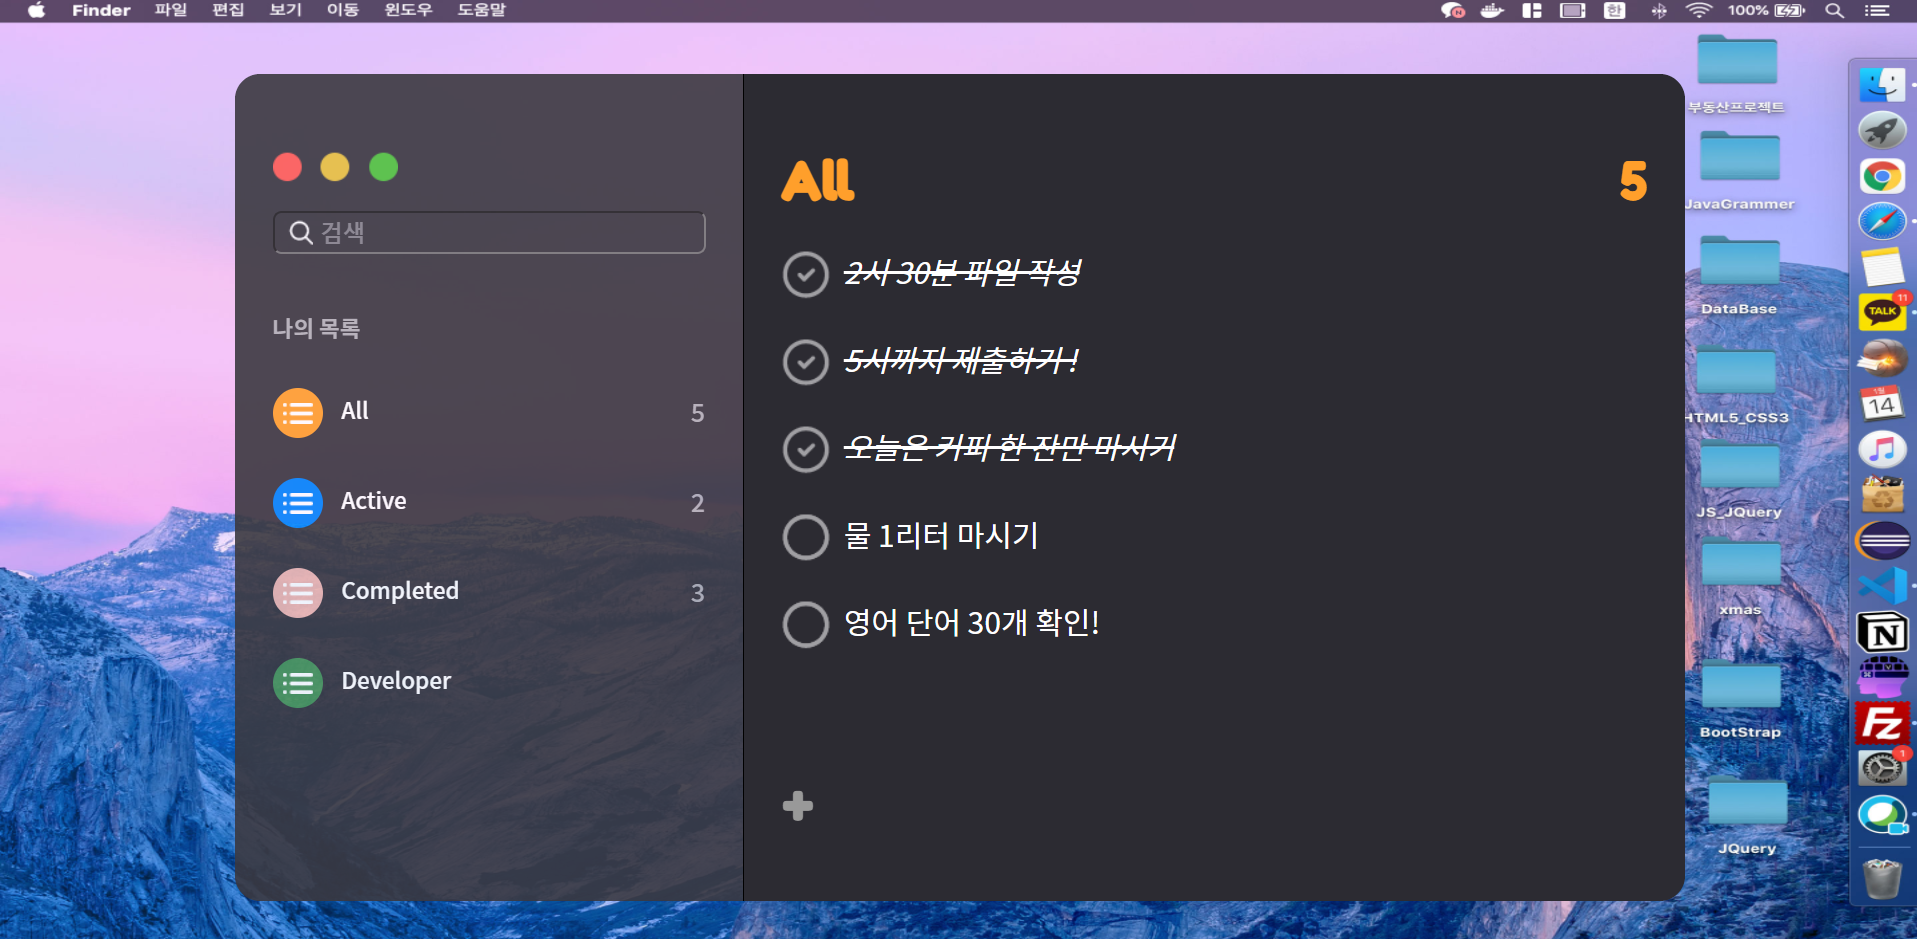 Finder 파일 편집 보기 이동 윈도우 도움말 한 100%
검색
나의 목록
All 5
Active 2
Completed 3
Developer
All 5
2시 30분 파일 작성
5시까지 제출하기!
오늘은 커피 한 잔만 마시기
물 1리터 마시기
영어 단어 30개 확인!
부동산프로젝트
JavaGrammer
DataBase
HTML5_CSS3
JS_JQuery
xmas
BootStrap
JQuery
TALK 11
1월
14
N
Fz
1